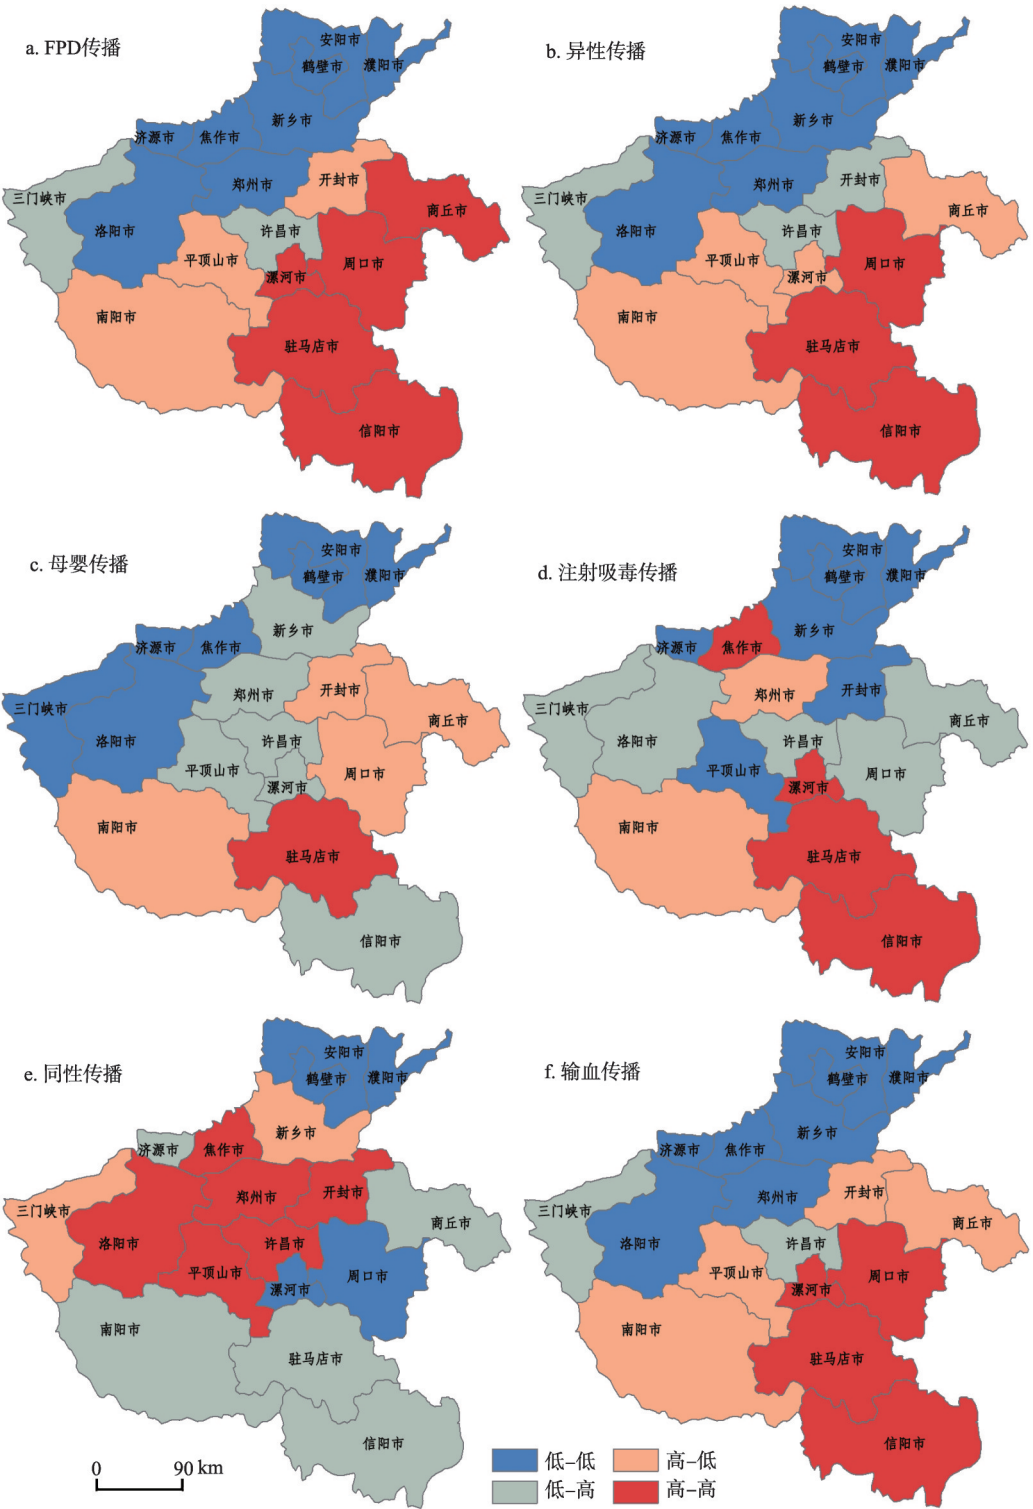 a. FPD传播
安阳市
鹤壁市
濮阳市
新乡市
济源市
焦作市
三门峡市
郑州市
开封市
洛阳市
许昌市
商丘市
平顶山市
漯河市
周口市
南阳市
驻马店市
信阳市
b. 异性传播
安阳市
鹤壁市
濮阳市
新乡市
济源市
焦作市
三门峡市
郑州市
开封市
洛阳市
许昌市
商丘市
平顶山市
漯河市
周口市
南阳市
驻马店市
信阳市
c. 母婴传播
安阳市
鹤壁市
濮阳市
新乡市
济源市
焦作市
三门峡市
郑州市
开封市
洛阳市
许昌市
商丘市
平顶山市
漯河市
周口市
南阳市
驻马店市
信阳市
d. 注射吸毒传播
安阳市
鹤壁市
濮阳市
新乡市
济源市
焦作市
三门峡市
郑州市
开封市
洛阳市
许昌市
商丘市
平顶山市
漯河市
周口市
南阳市
驻马店市
信阳市
e. 同性传播
安阳市
鹤壁市
濮阳市
新乡市
济源市
焦作市
三门峡市
郑州市
开封市
洛阳市
许昌市
商丘市
平顶山市
漯河市
周口市
南阳市
驻马店市
信阳市
f. 输血传播
安阳市
鹤壁市
濮阳市
新乡市
济源市
焦作市
三门峡市
郑州市
开封市
洛阳市
许昌市
商丘市
平顶山市
漯河市
周口市
南阳市
驻马店市
信阳市
0 90 km
低–低
高–低
低–高
高–高